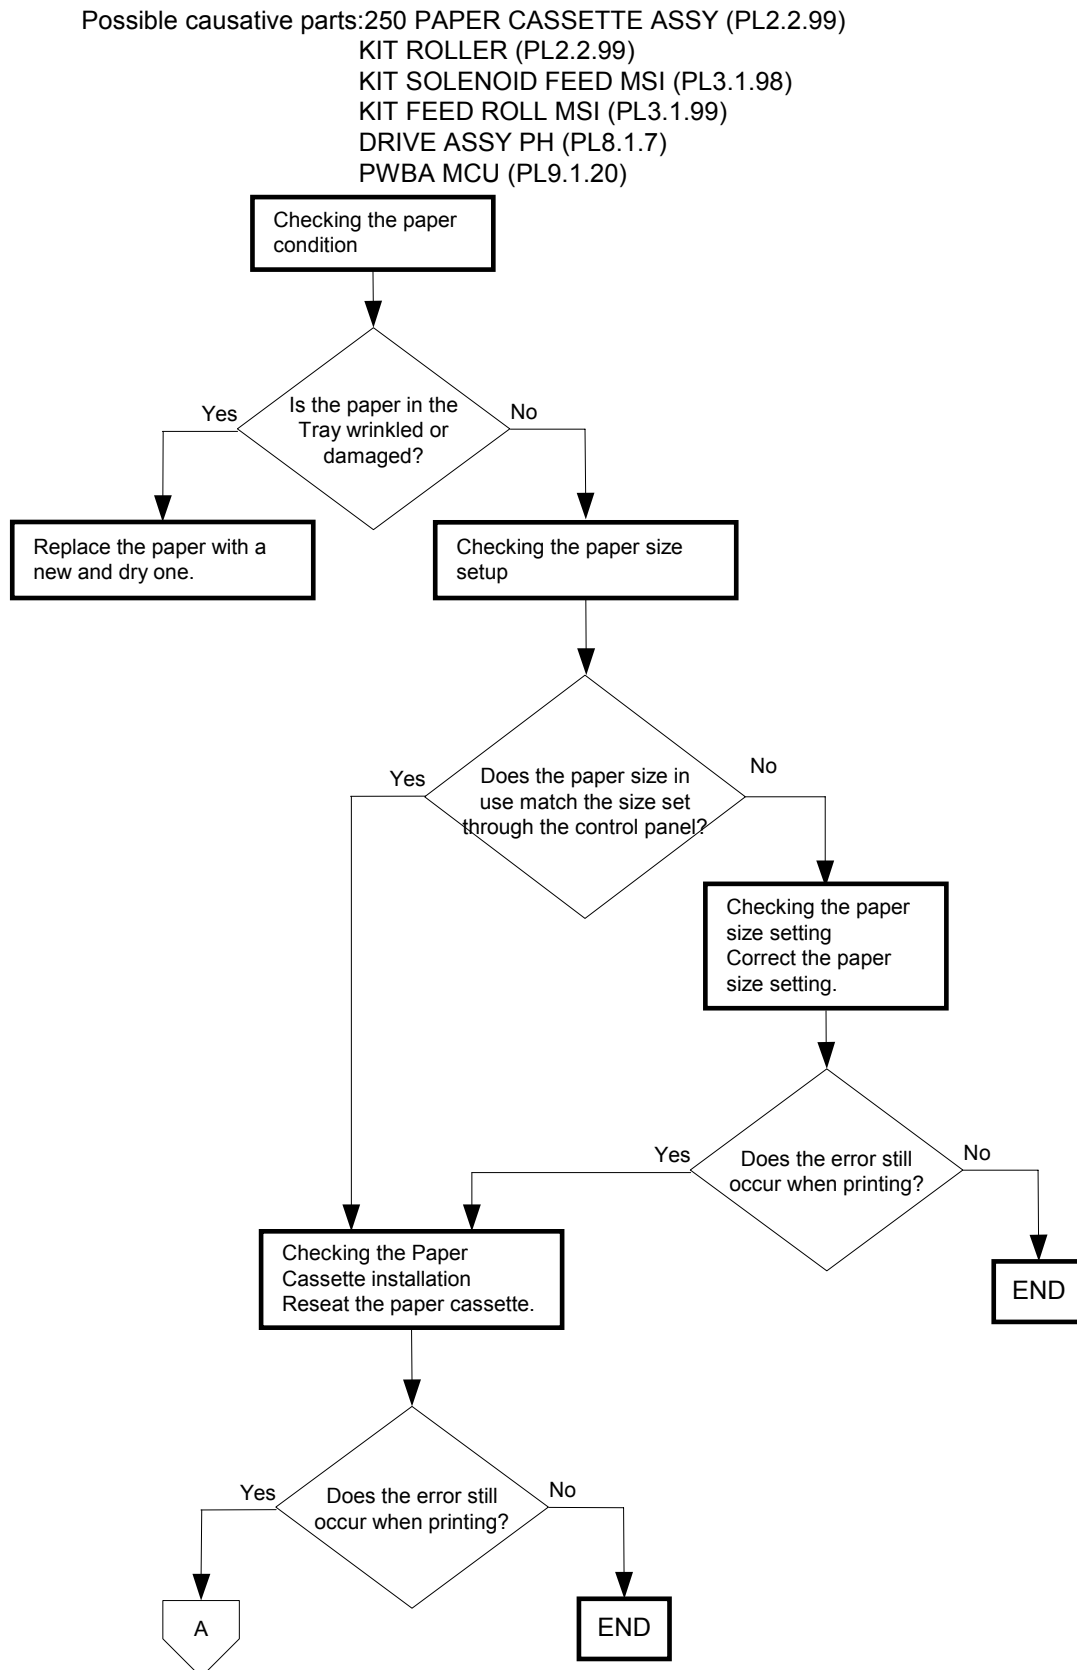 Possible causative parts:250 PAPER CASSETTE ASSY (PL2.2.99)
KIT ROLLER (PL2.2.99)
KIT SOLENOID FEED MSI (PL3.1.98)
KIT FEED ROLL MSI (PL3.1.99)
DRIVE ASSY PH (PL8.1.7)
PWBA MCU (PL9.1.20)
Checking the paper
condition
Is the paper in the
Tray wrinkled or
damaged?
Yes
No
Replace the paper with a
new and dry one.
Checking the paper size
setup
Does the paper size in
use match the size set
through the control panel?
Yes
No
Checking the paper
size setting
Correct the paper
size setting.
Does the error still
occur when printing?
Yes
No
Checking the Paper
Cassette installation
Reseat the paper cassette.
END
Does the error still
occur when printing?
Yes
No
A
END